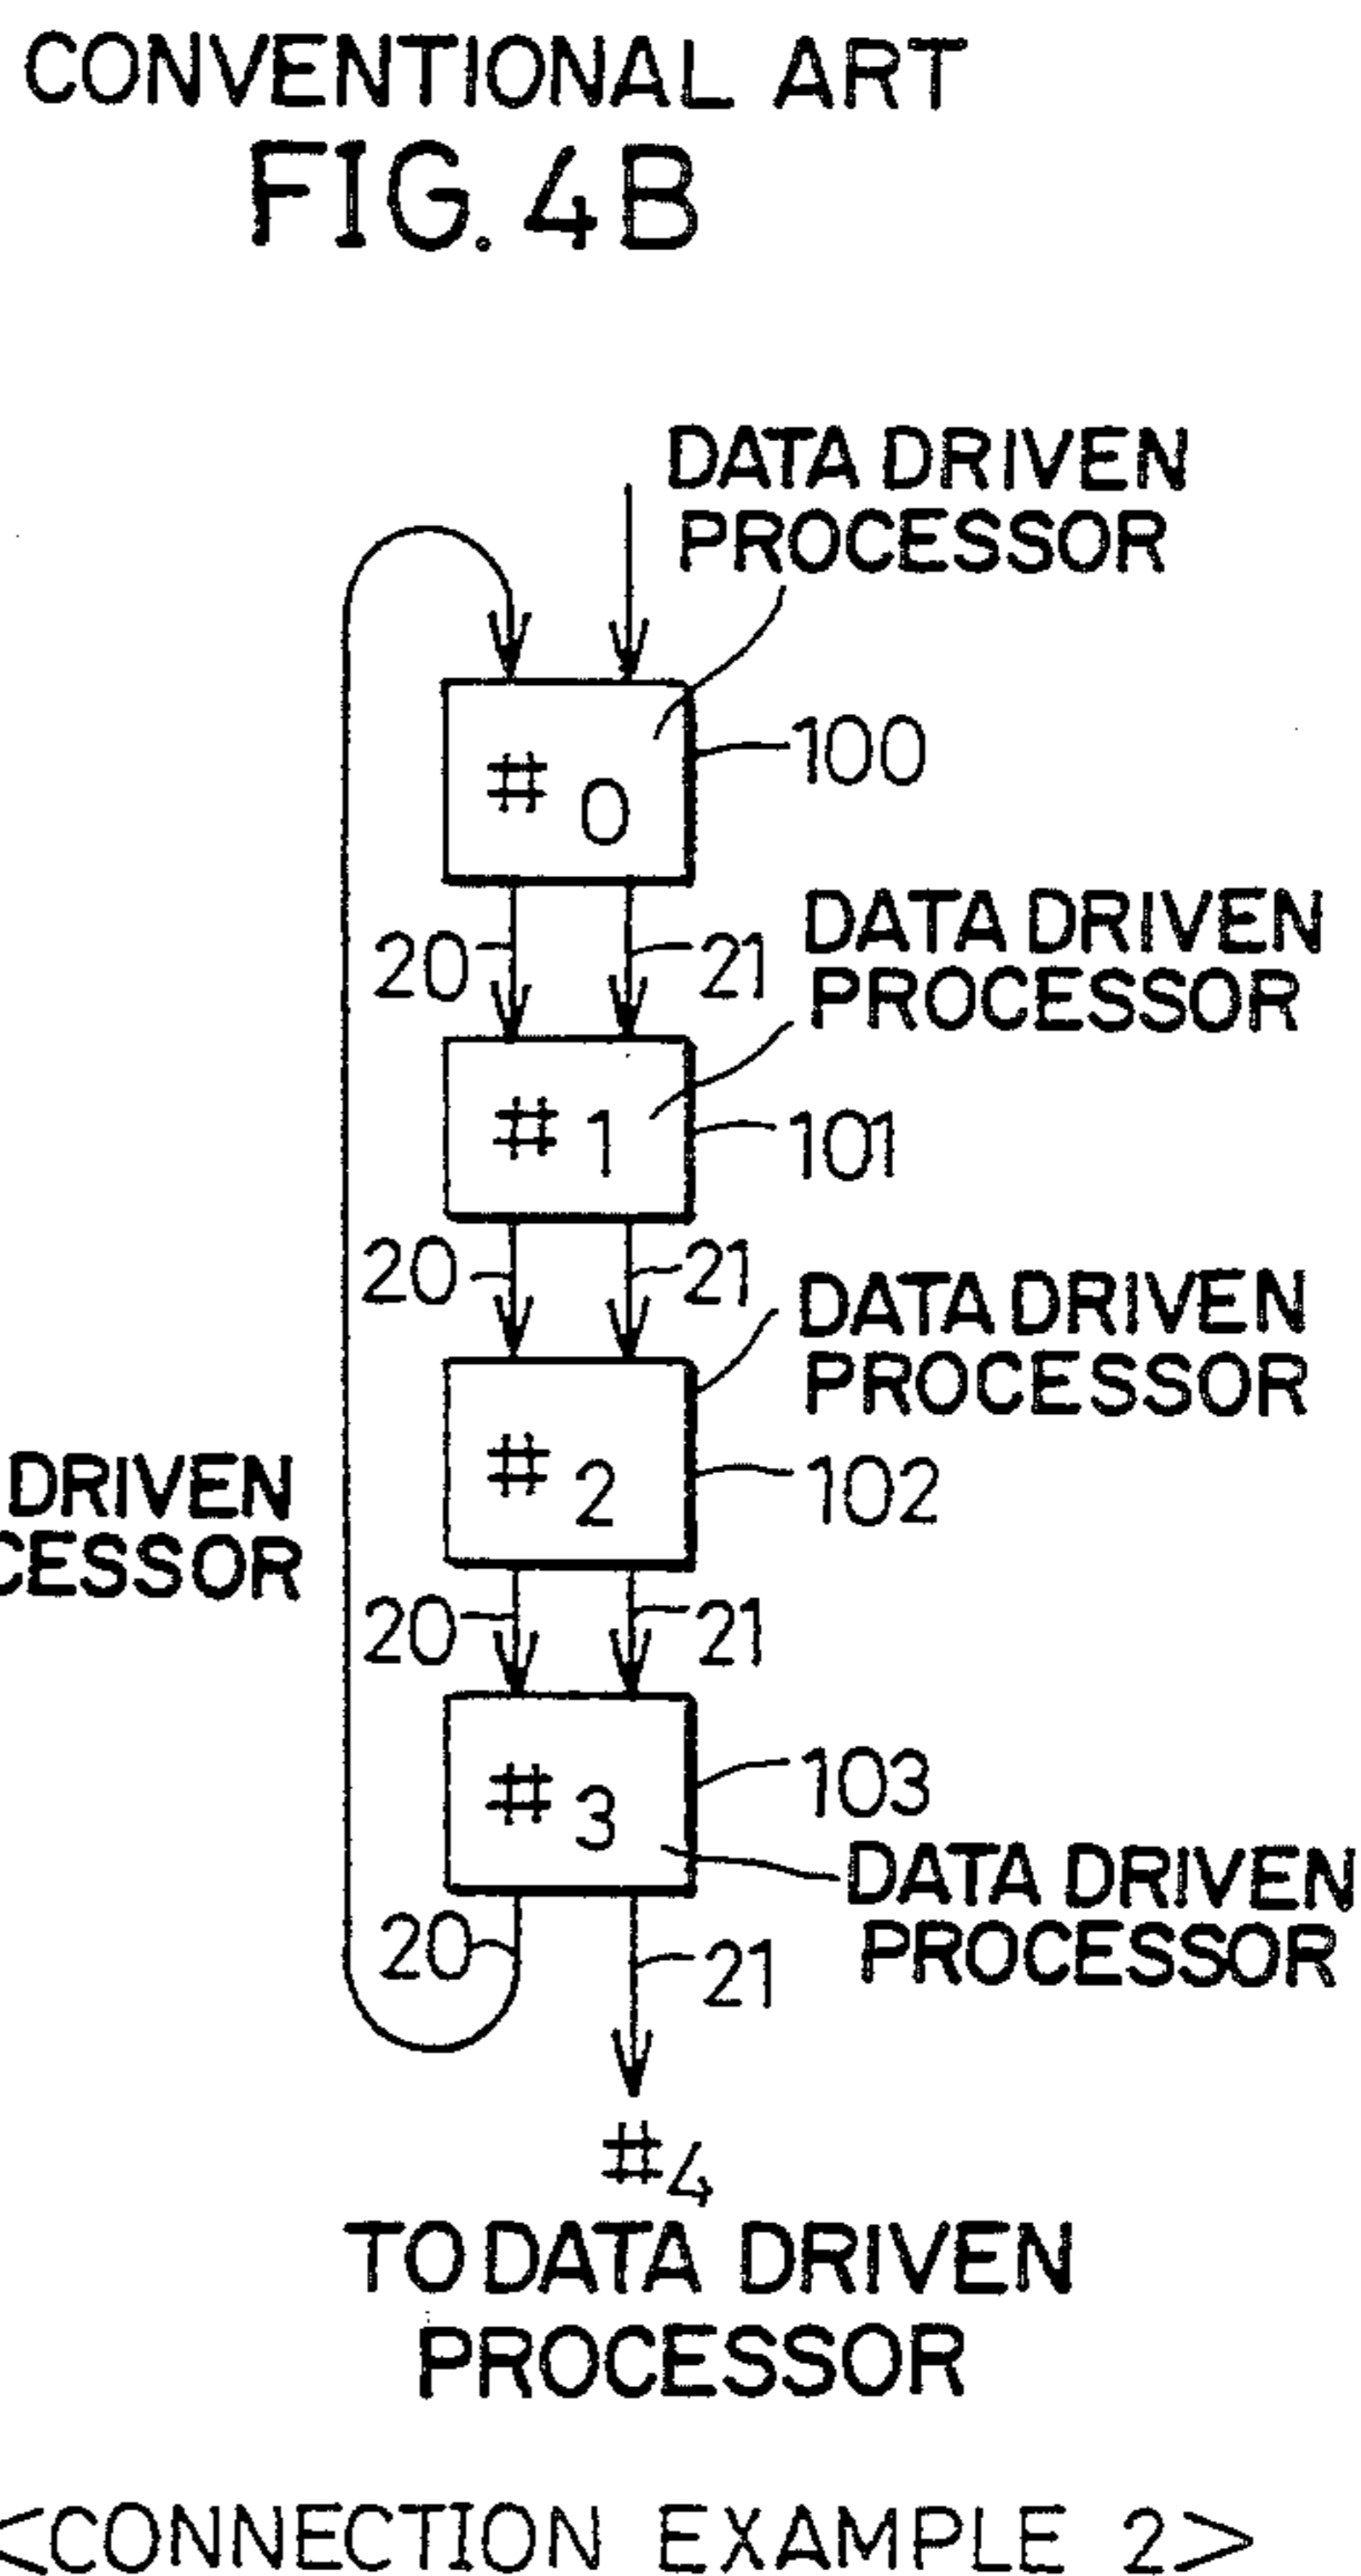 CONVENTIONAL ART
FIG. 4B
DATA DRIVEN
PROCESSOR
# 0
100
20
21
DATA DRIVEN
PROCESSOR
# 1
101
20
21
DATA DRIVEN
PROCESSOR
# 2
102
DRIVEN
CESSOR
20
21
# 3
103
DATA DRIVEN
PROCESSOR
20
21
#4
TO DATA DRIVEN
PROCESSOR
<CONNECTION EXAMPLE 2>